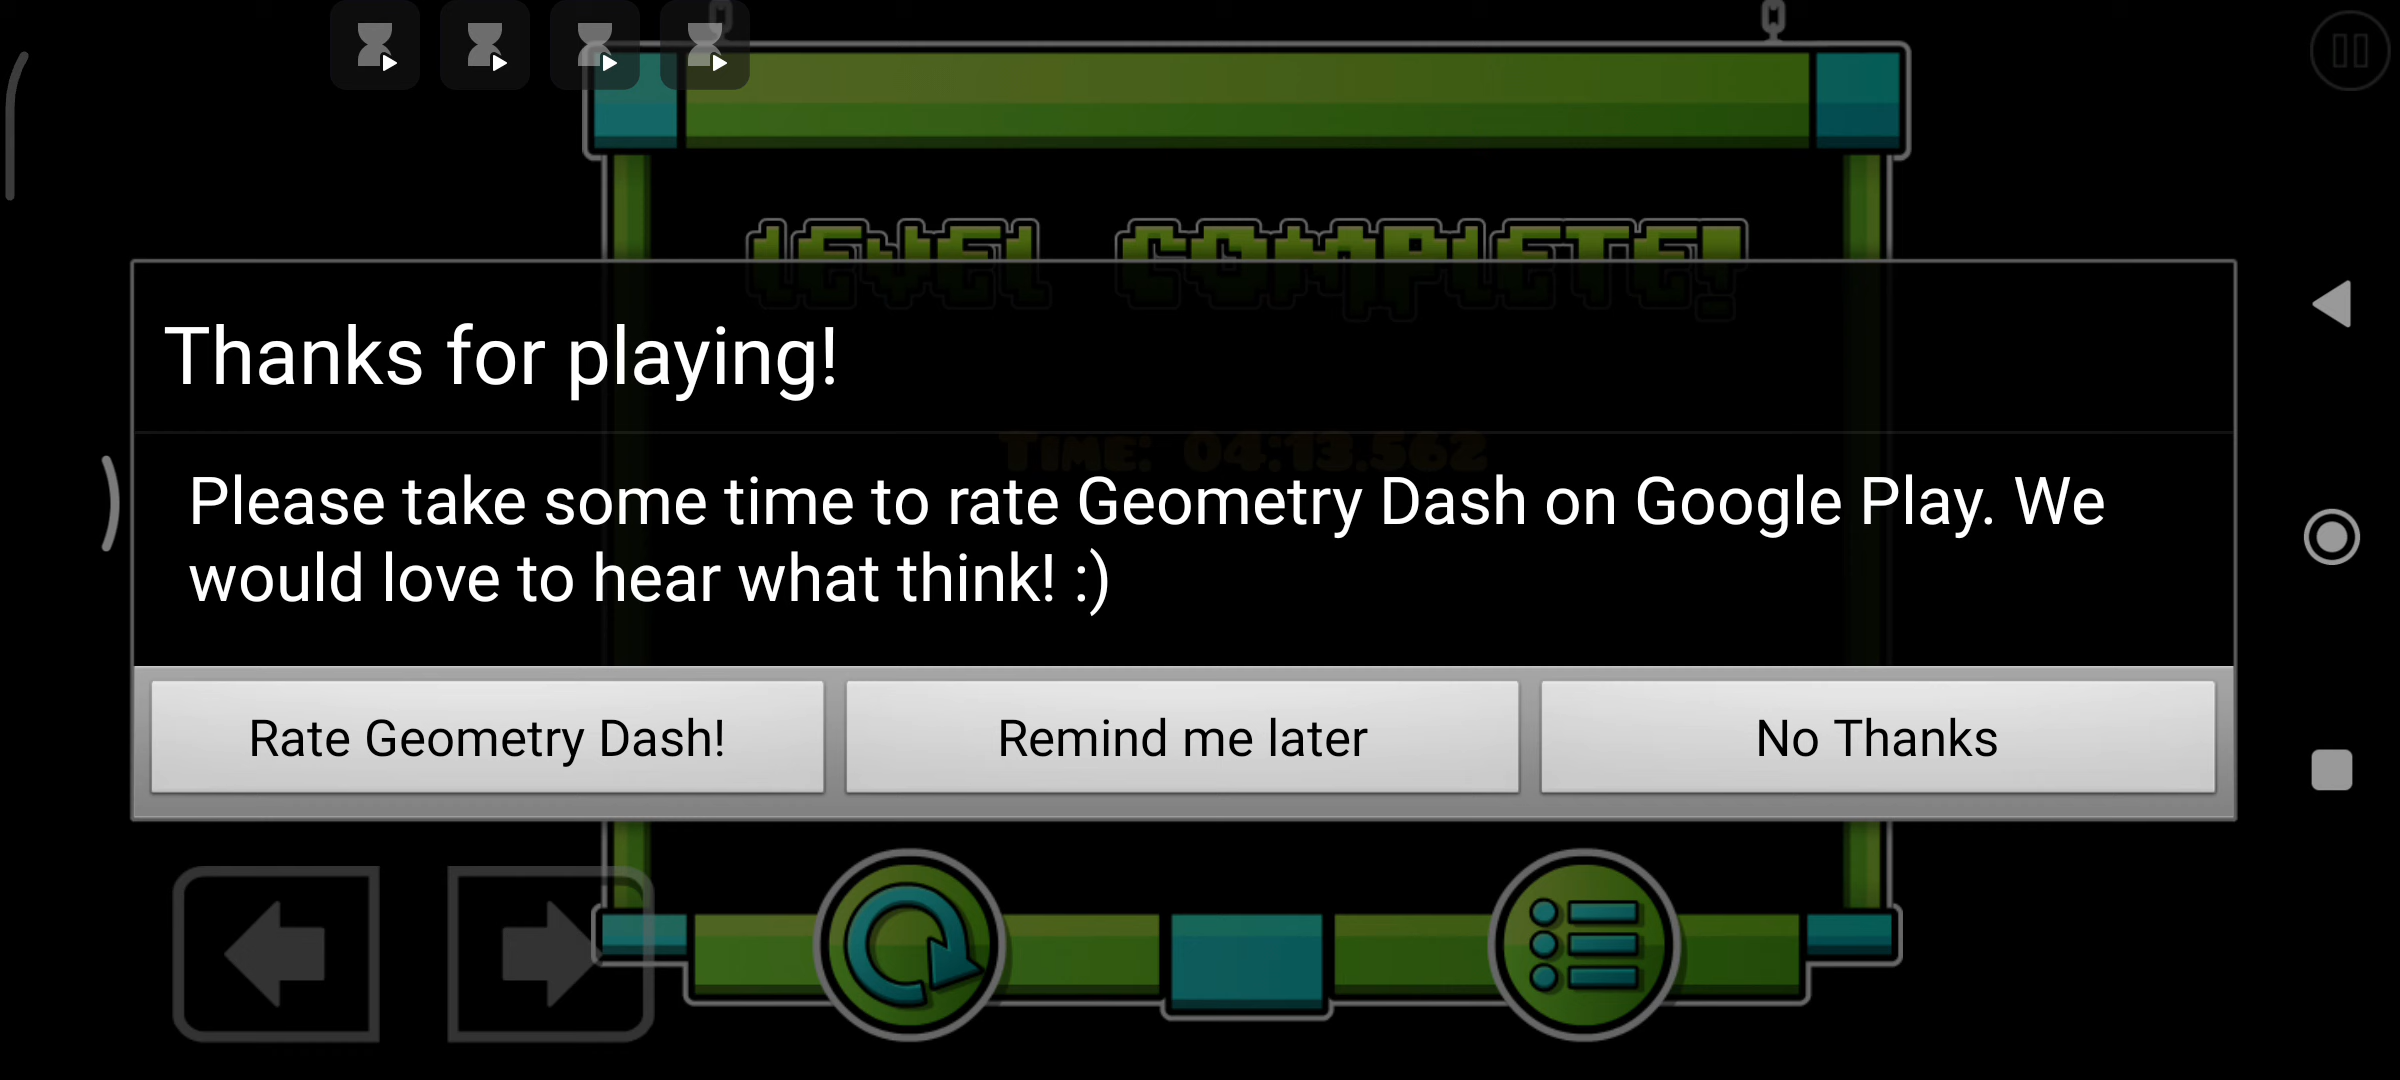 LEVEL COMPLETE!
Thanks for playing!
TIME: 04:13.562
Please take some time to rate Geometry Dash on Google Play. We
would love to hear what think! :)
Rate Geometry Dash!
Remind me later
No Thanks